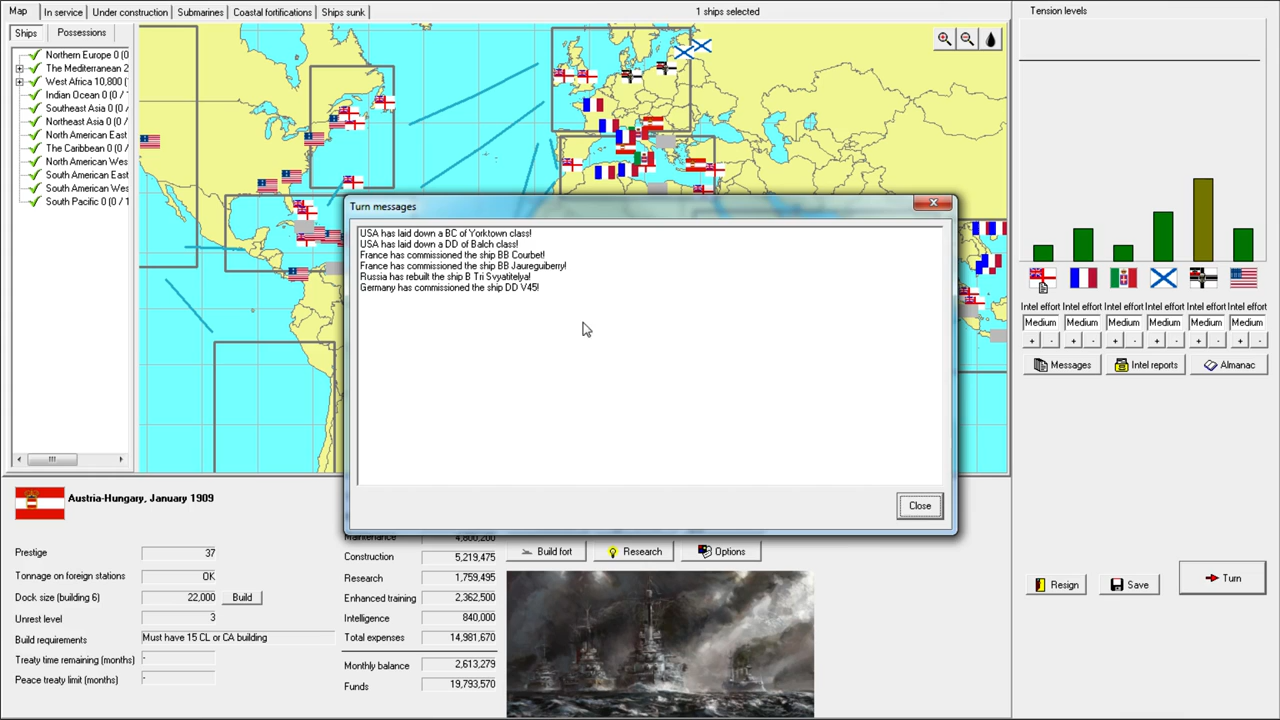 Map
In service
Under construction
Submarines
Coastal fortifications
Ships sunk
1 ships selected
Tension levels
Ships
Possessions
Northern Europe 0 (0
The Mediterranean 2
West Africa 10,800 (
Indian Ocean 0 (0 /
Southeast Asia 0 (0 /
Northeast Asia 0 (0 /
North American East
The Caribbean 0 (0 /
North American Wes
South American East
South American Wes
South Pacific 0 (0 / 1
Turn messages
USA has laid down a BC of Yorktown class!
USA has laid down a DD of Balch class!
France has commissioned the ship BB Courbet!
France has commissioned the ship BB Jaureguiberry!
Russia has rebuilt the ship B Tri Svyatitelya!
Germany has commissioned the ship DD V45!
Close
Intel effort Intel effort Intel effort Intel effort Intel effort Intel effort
Medium Medium Medium Medium Medium Medium
+ - + - + - + - + - + -
Messages
Intel reports
Almanac
Austria-Hungary, January 1909
Prestige 37
Tonnage on foreign stations OK
Dock size (building 6) 22,000 Build
Unrest level 3
Build requirements Must have 15 CL or CA building
Treaty time remaining (months) -
Peace treaty limit (months) -
Maintenance 4,800,200
Construction 5,219,475
Research 1,759,495
Enhanced training 2,362,500
Intelligence 840,000
Total expenses 14,981,670
Monthly balance 2,613,279
Funds 19,793,570
Build fort
Research
Options
Resign
Save
Turn